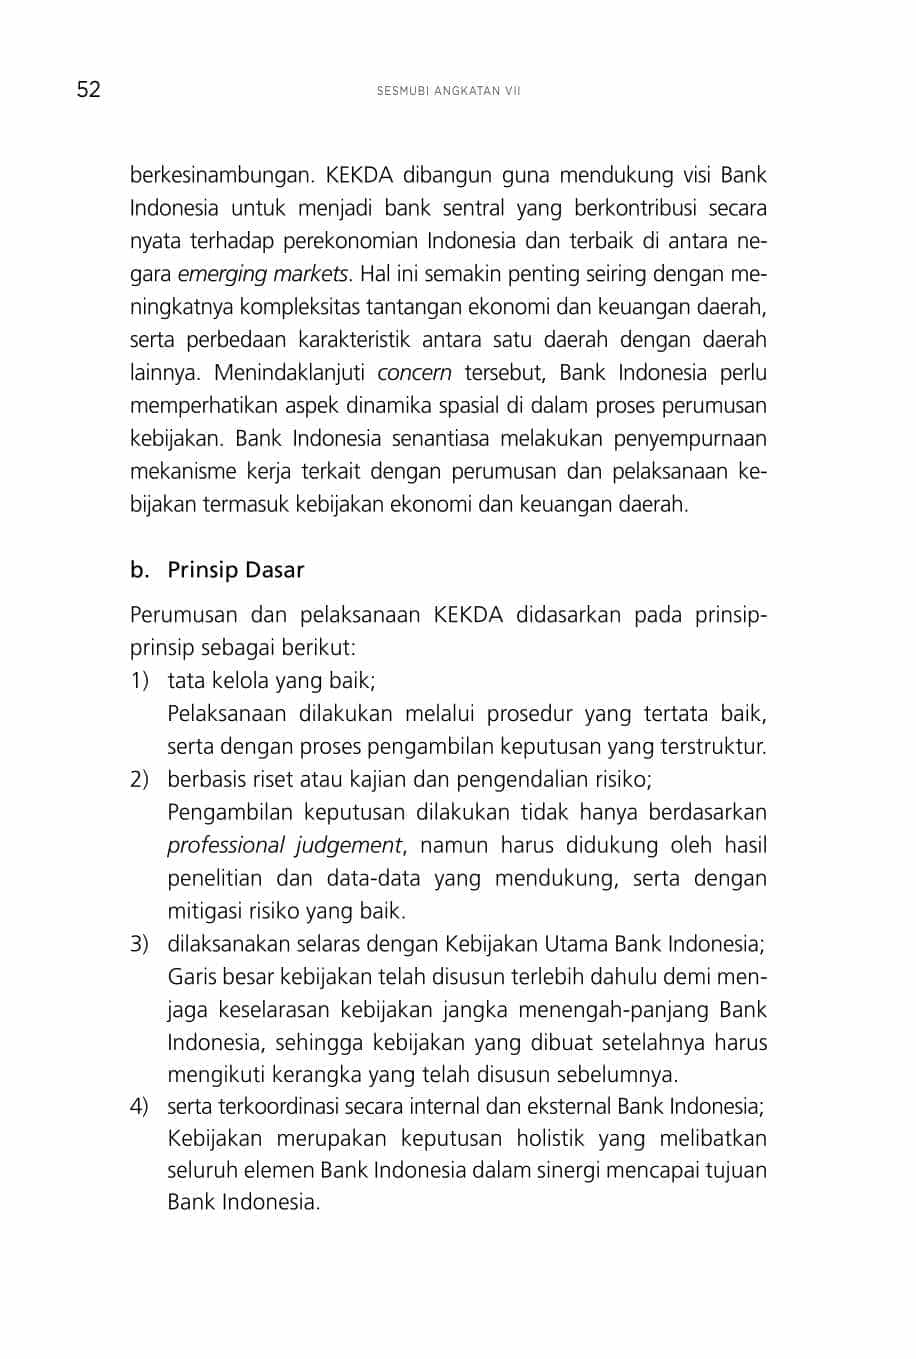 52
SESMUBI ANGKATAN VII
berkesinambungan. KEKDA dibangun guna mendukung visi Bank
Indonesia untuk menjadi bank sentral yang berkontribusi secara
nyata terhadap perekonomian Indonesia dan terbaik di antara ne-
gara emerging markets. Hal ini semakin penting seiring dengan me-
ningkatnya kompleksitas tantangan ekonomi dan keuangan daerah,
serta perbedaan karakteristik antara satu daerah dengan daerah
lainnya. Menindaklanjuti concern tersebut, Bank Indonesia perlu
memperhatikan aspek dinamika spasial di dalam proses perumusan
kebijakan. Bank Indonesia senantiasa melakukan penyempurnaan
mekanisme kerja terkait dengan perumusan dan pelaksanaan ke-
bijakan termasuk kebijakan ekonomi dan keuangan daerah.
b. Prinsip Dasar
Perumusan dan pelaksanaan KEKDA didasarkan pada prinsip-
prinsip sebagai berikut:
1) tata kelola yang baik;
Pelaksanaan dilakukan melalui prosedur yang tertata baik,
serta dengan proses pengambilan keputusan yang terstruktur.
2) berbasis riset atau kajian dan pengendalian risiko;
Pengambilan keputusan dilakukan tidak hanya berdasarkan
professional judgement, namun harus didukung oleh hasil
penelitian dan data-data yang mendukung, serta dengan
mitigasi risiko yang baik.
3) dilaksanakan selaras dengan Kebijakan Utama Bank Indonesia;
Garis besar kebijakan telah disusun terlebih dahulu demi men-
jaga keselarasan kebijakan jangka menengah-panjang Bank
Indonesia, sehingga kebijakan yang dibuat setelahnya harus
mengikuti kerangka yang telah disusun sebelumnya.
4) serta terkoordinasi secara internal dan eksternal Bank Indonesia;
Kebijakan merupakan keputusan holistik yang melibatkan
seluruh elemen Bank Indonesia dalam sinergi mencapai tujuan
Bank Indonesia.